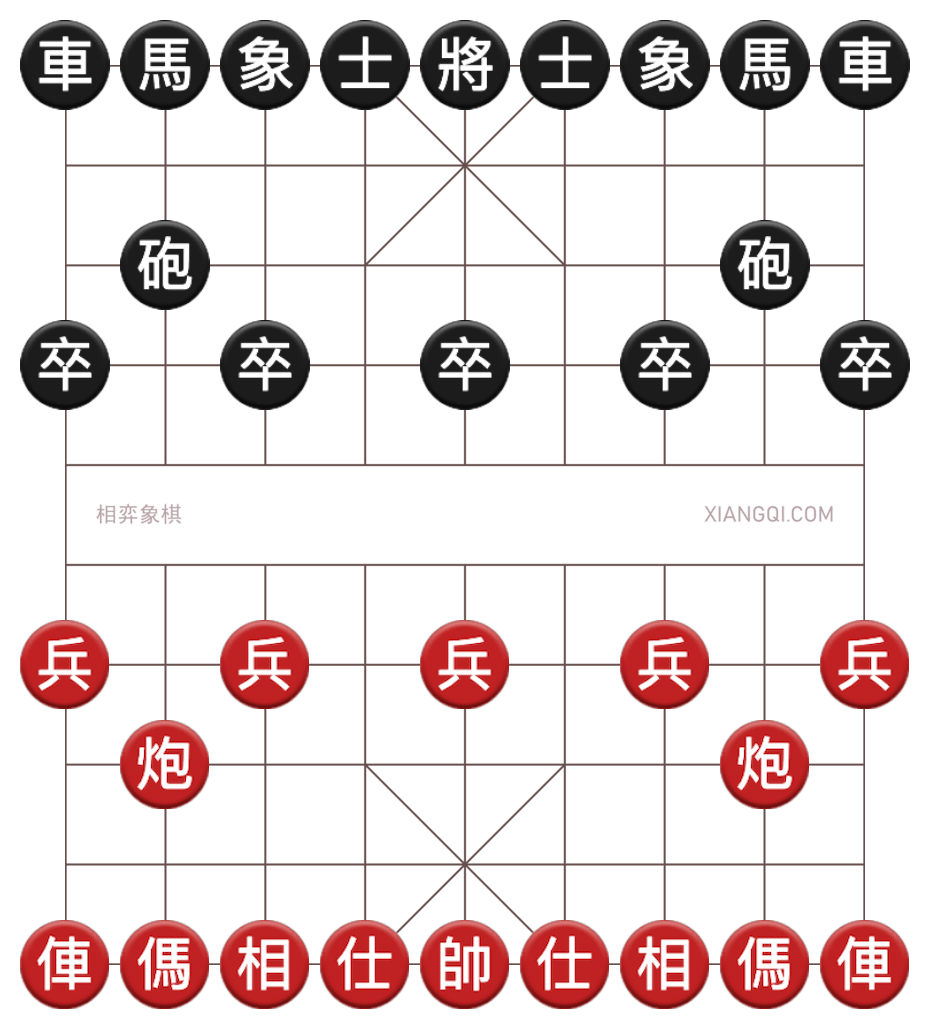 車馬象士將士象馬車
砲 砲
卒 卒 卒 卒 卒
相弈象棋 XIANGQI.COM
兵 兵 兵 兵 兵
炮 炮
俥傌相仕帥仕相傌俥